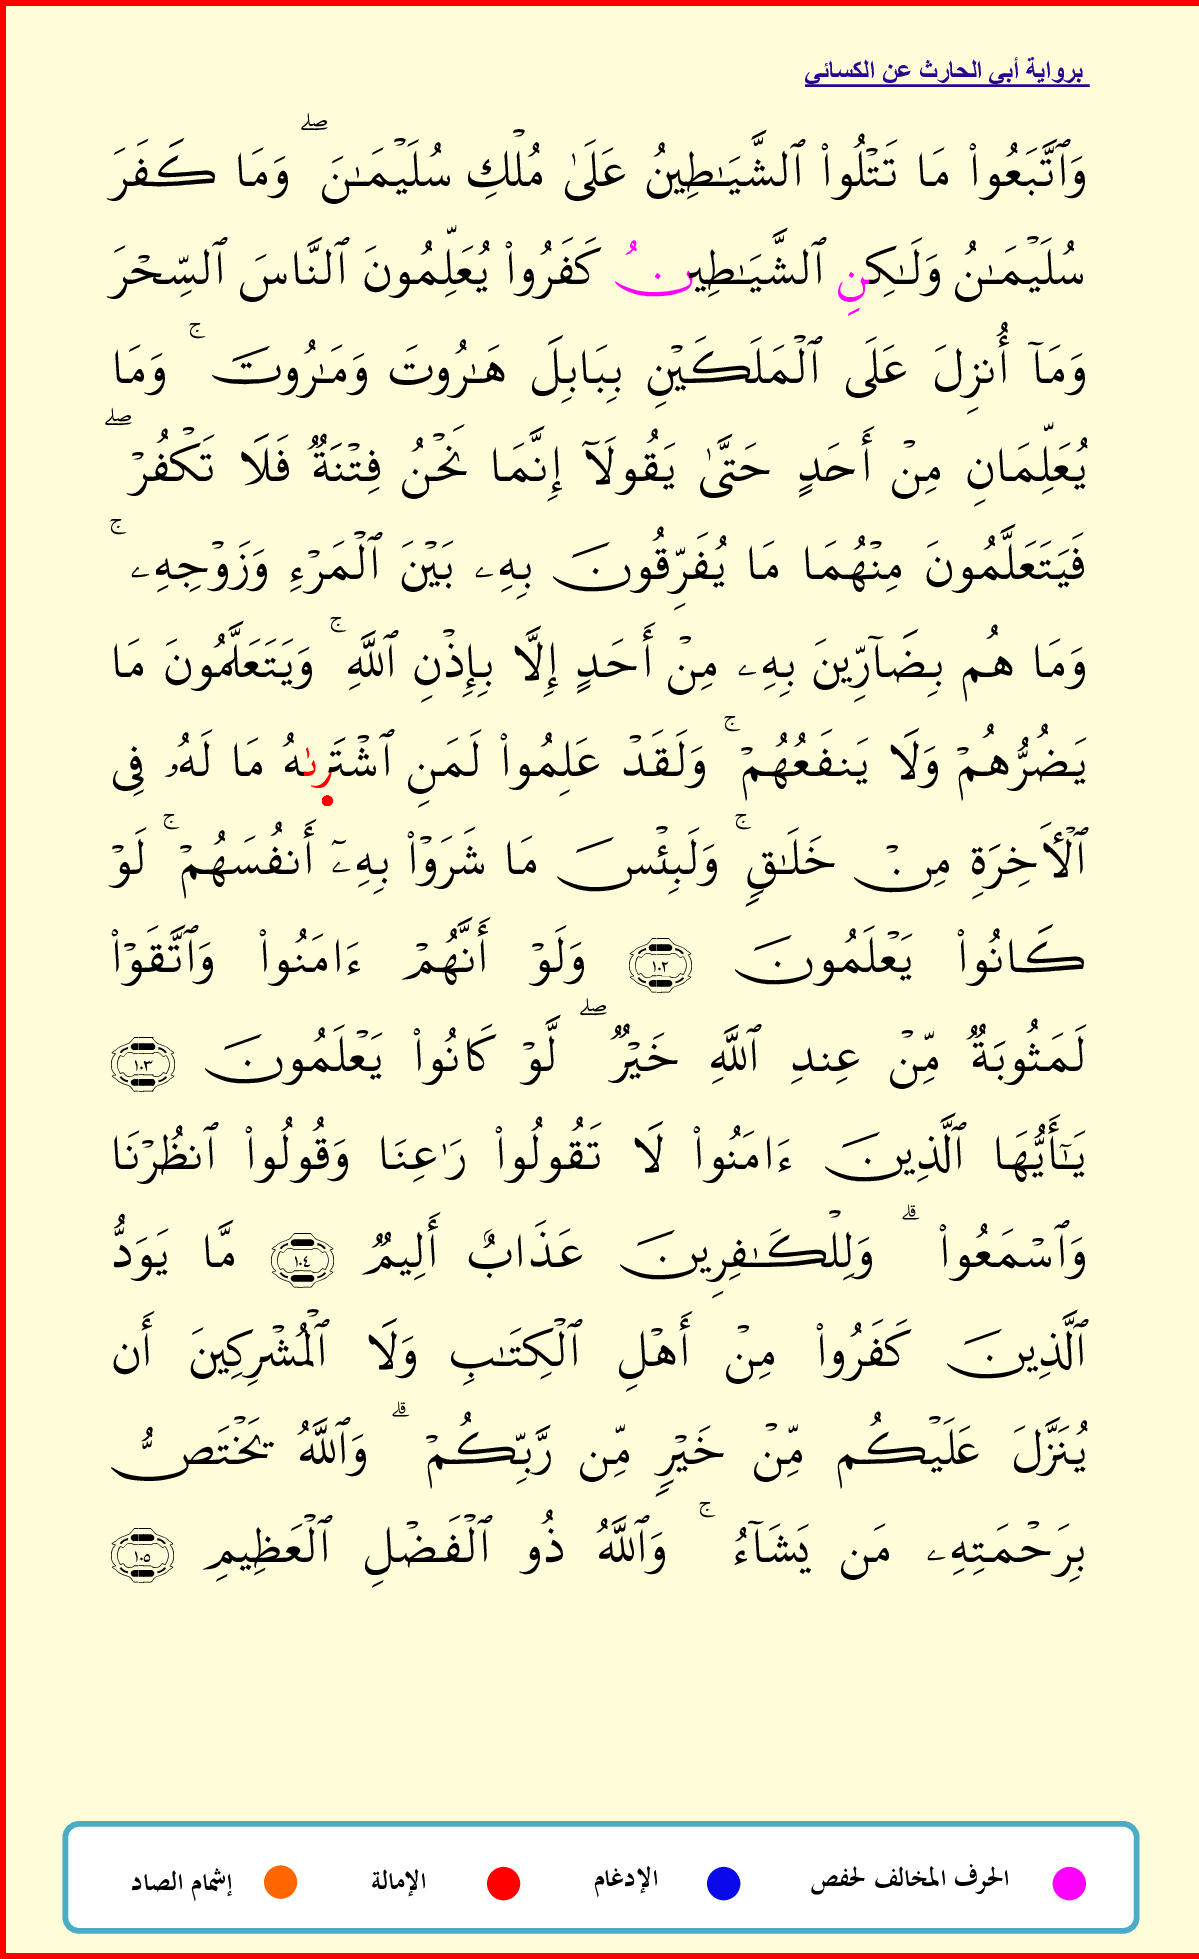 برواية أبي الحارث عن الكسائي
وَٱتَّبَعُوا۟ مَا تَتْلُوا۟ ٱلشَّيَـٰطِينُ عَلَىٰ مُلْكِ سُلَيْمَـٰنَ ۖ وَمَا كَفَرَ
سُلَيْمَـٰنُ وَلَـٰكِنِ ٱلشَّيَـٰطِينُ كَفَرُوا۟ يُعَلِّمُونَ ٱلنَّاسَ ٱلسِّحْرَ
وَمَآ أُنزِلَ عَلَى ٱلْمَلَكَيْنِ بِبَابِلَ هَـٰرُوتَ وَمَـٰرُوتَ ۚ وَمَا
يُعَلِّمَانِ مِنْ أَحَدٍ حَتَّىٰ يَقُولَآ إِنَّمَا نَحْنُ فِتْنَةٌ فَلَا تَكْفُرْ ۖ
فَيَتَعَلَّمُونَ مِنْهُمَا مَا يُفَرِّقُونَ بِهِۦ بَيْنَ ٱلْمَرْءِ وَزَوْجِهِۦ ۚ
وَمَا هُم بِضَآرِّينَ بِهِۦ مِنْ أَحَدٍ إِلَّا بِإِذْنِ ٱللَّهِ ۚ وَيَتَعَلَّمُونَ مَا
يَضُرُّهُمْ وَلَا يَنفَعُهُمْ ۚ وَلَقَدْ عَلِمُوا۟ لَمَنِ ٱشْتَرىٰهُ مَا لَهُۥ فِى
ٱلْـَٔاخِرَةِ مِنْ خَلَـٰقٍ ۚ وَلَبِئْسَ مَا شَرَوْا۟ بِهِۦٓ أَنفُسَهُمْ ۚ لَوْ
كَانُوا۟ يَعْلَمُونَ ١٠٢ وَلَوْ أَنَّهُمْ ءَامَنُوا۟ وَٱتَّقَوْا۟
لَمَثُوبَةٌ مِّنْ عِندِ ٱللَّهِ خَيْرٌ ۖ لَّوْ كَانُوا۟ يَعْلَمُونَ ١٠٣
يَـٰٓأَيُّهَا ٱلَّذِينَ ءَامَنُوا۟ لَا تَقُولُوا۟ رَٰعِنَا وَقُولُوا۟ ٱنظُرْنَا
وَٱسْمَعُوا۟ ۗ وَلِلْكَـٰفِرِينَ عَذَابٌ أَلِيمٌ ١٠٤ مَّا يَوَدُّ
ٱلَّذِينَ كَفَرُوا۟ مِنْ أَهْلِ ٱلْكِتَـٰبِ وَلَا ٱلْمُشْرِكِينَ أَن
يُنَزَّلَ عَلَيْكُم مِّنْ خَيْرٍ مِّن رَّبِّكُمْ ۗ وَٱللَّهُ يَخْتَصُّ
بِرَحْمَتِهِۦ مَن يَشَآءُ ۚ وَٱللَّهُ ذُو ٱلْفَضْلِ ٱلْعَظِيمِ ١٠٥
الحرف المخالف لحفص الإدغام الإمالة إشمام الصاد